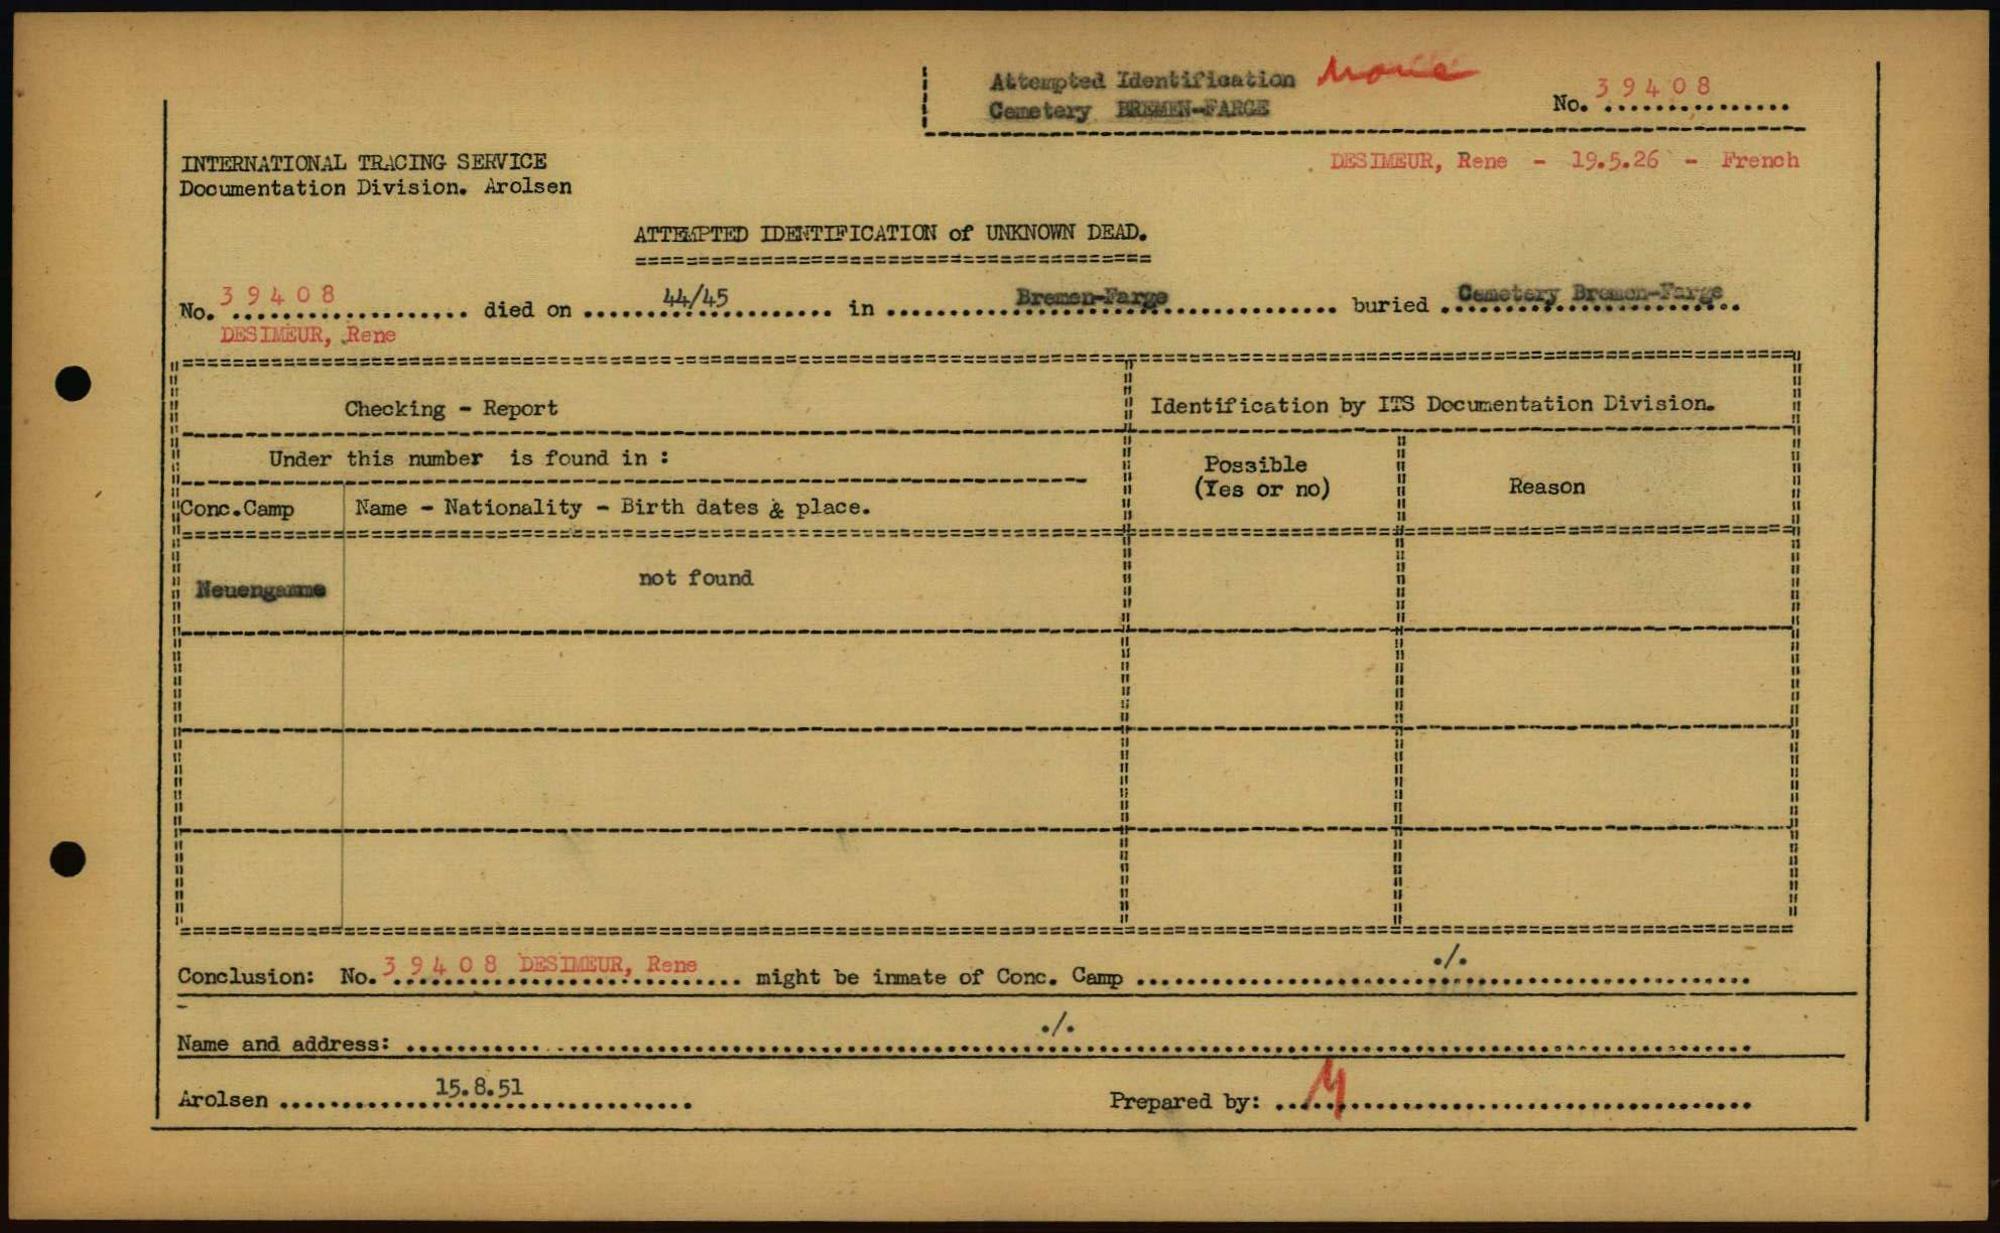 Attempted Identification
Cemetery BREMEN-FARGE
No. 39408
DESIMEUR, Rene - 19.5.26 - French
INTERNATIONAL TRACING SERVICE
Documentation Division. Arolsen
ATTEMPTED IDENTIFICATION of UNKNOWN DEAD.
No. 39408 died on 44/45 in Bremen-Farge buried Cemetery Bremen-Farge
DESIMEUR, Rene
Checking - Report
Identification by ITS Documentation Division.
Under this number is found in :
Possible
(Yes or no)
Reason
Conc.Camp
Name - Nationality - Birth dates & place.
Neuengamme
not found
Conclusion: No. 39408 DESIMEUR, Rene might be inmate of Conc. Camp ./.
Name and address: ./.
Arolsen 15.8.51
Prepared by: